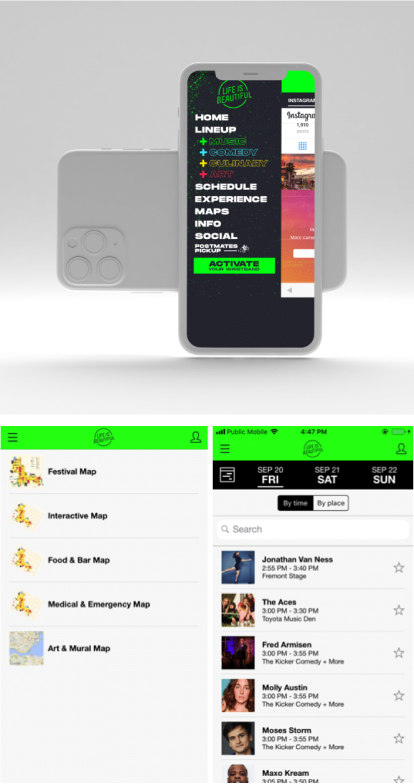 LIFE IS
BEAUTIFUL
HOME
LINEUP
+ MUSIC
+ COMEDY
+ CULINARY
+ ART
SCHEDULE
EXPERIENCE
MAPS
INFO
SOCIAL
POSTMATES
PICKUP
ACTIVATE
YOUR WRISTBAND
INSTAGRAM
Instagra
1,910
posts
LIFE IS
BEAUTIFUL
Festival Map
Interactive Map
Food & Bar Map
Medical & Emergency Map
Art & Mural Map
Public Mobile
4:47 PM
LIFE IS
BEAUTIFUL
SEP 20
FRI
SEP 21
SAT
SEP 22
SUN
By time
By place
Search
Jonathan Van Ness
2:55 PM - 3:40 PM
Fremont Stage
The Aces
3:00 PM - 3:30 PM
Toyota Music Den
Fred Armisen
3:00 PM - 3:55 PM
The Kicker Comedy + More
Molly Austin
3:00 PM - 3:55 PM
The Kicker Comedy + More
Moses Storm
3:00 PM - 3:55 PM
The Kicker Comedy + More
Maxo Kream
3:05 PM - 3:50 PM